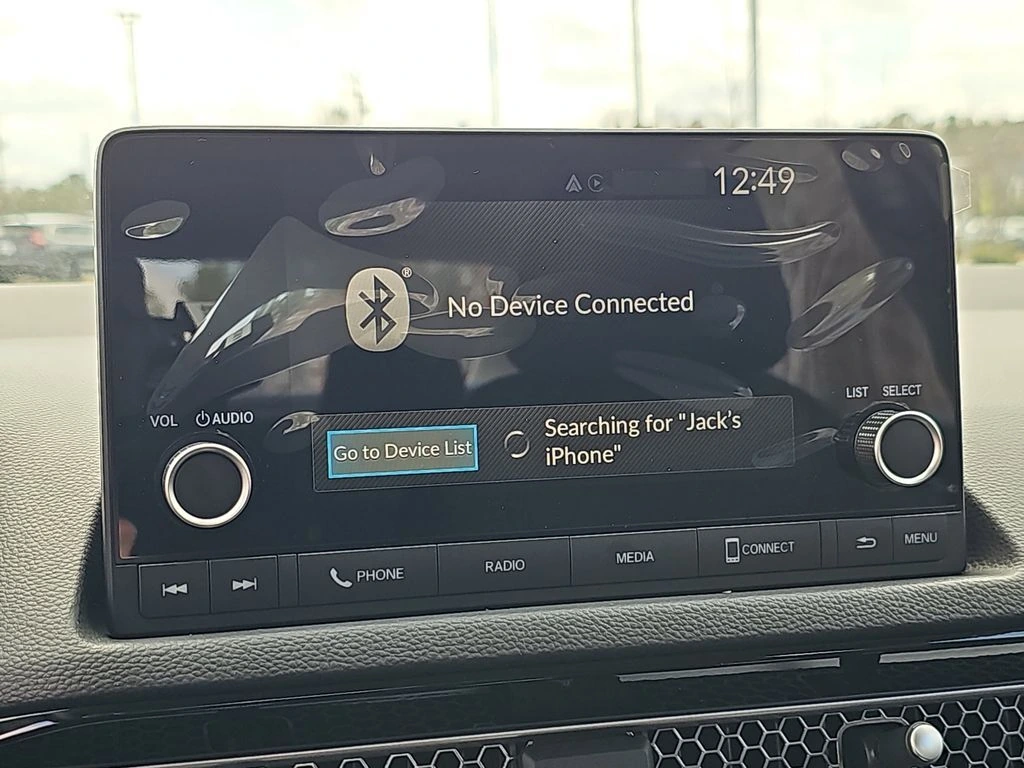 12:49
®
No Device Connected
VOL
AUDIO
LIST
SELECT
Go to Device List
Searching for "Jack’s
iPhone"
PHONE
RADIO
MEDIA
CONNECT
MENU